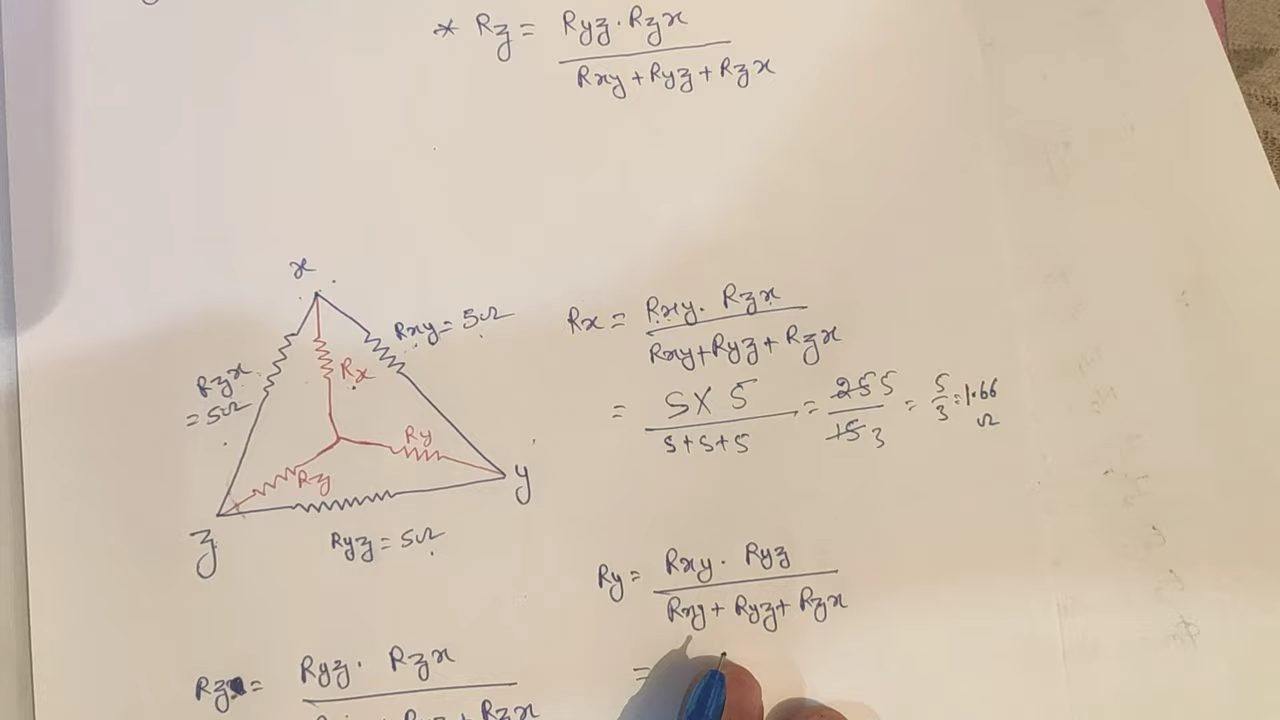 * Rz = Ryz · Rzx
Rxy + Ryz + Rzx
x
Rxy = 5Ω
Rzx
= 5Ω
Rx
Ry
Rz
y
z
Ryz = 5Ω
Rx = Rxy · Rzx
Rxy + Ryz + Rzx
= 5 X 5 = 25 5 = 5 = 1.66
5+5+5 15 3 3 Ω
Ry = Rxy · Ryz
Rxy + Ryz + Rzx
=
Rz = Ryz · Rzx
Ryz + Rzx